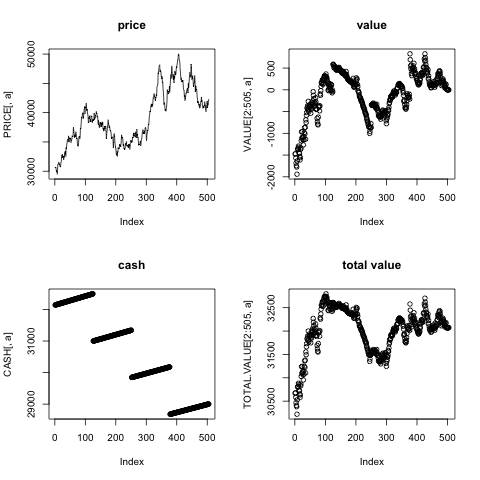 price
PRICE[, a]
30000 40000 50000
0 100 200 300 400 500
Index
value
VALUE[2:505, a]
-2000 -1000 0 500
0 100 200 300 400 500
Index
cash
CASH[, a]
29000 31000
0 100 200 300 400 500
Index
total value
TOTAL.VALUE[2:505, a]
30500 31500 32500
0 100 200 300 400 500
Index